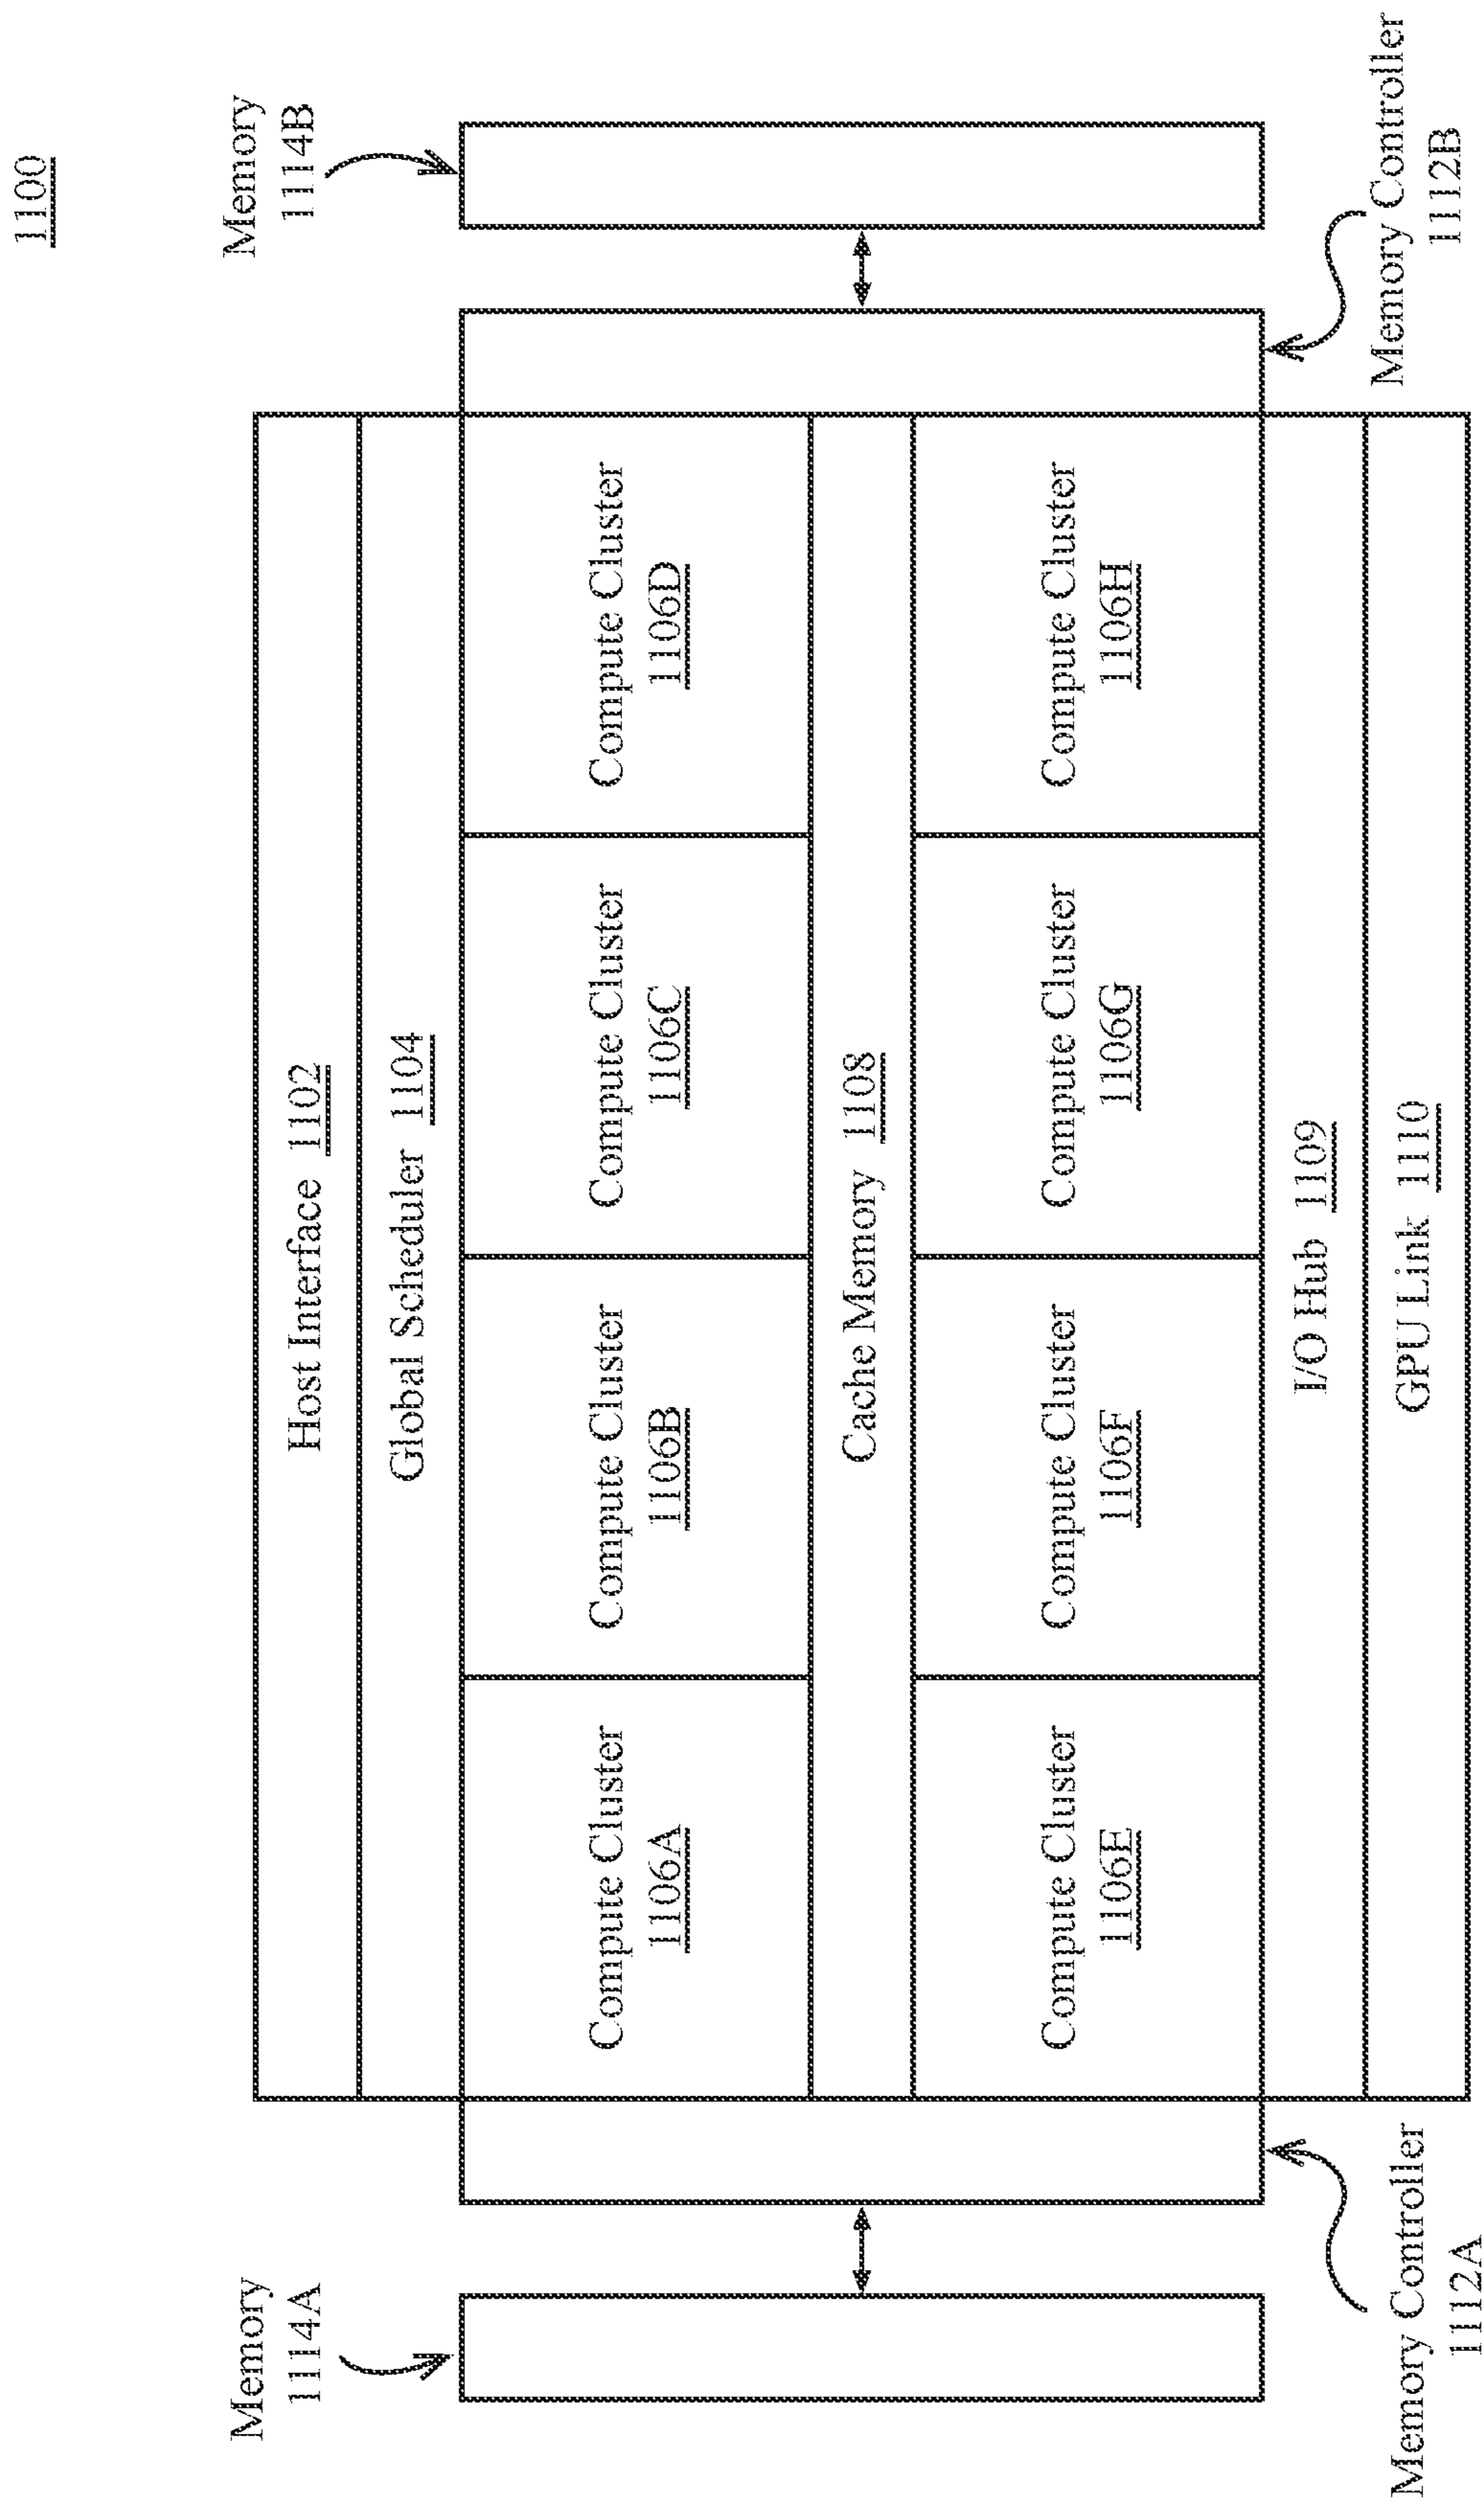 1100
Memory
1114A
Memory
1114B
Host Interface 1102
Global Scheduler 1104
Compute Cluster
1106A
Compute Cluster
1106B
Compute Cluster
1106C
Compute Cluster
1106D
Cache Memory 1108
Compute Cluster
1106E
Compute Cluster
1106F
Compute Cluster
1106G
Compute Cluster
1106H
I/O Hub 1109
GPU Link 1110
Memory Controller
1112A
Memory Controller
1112B